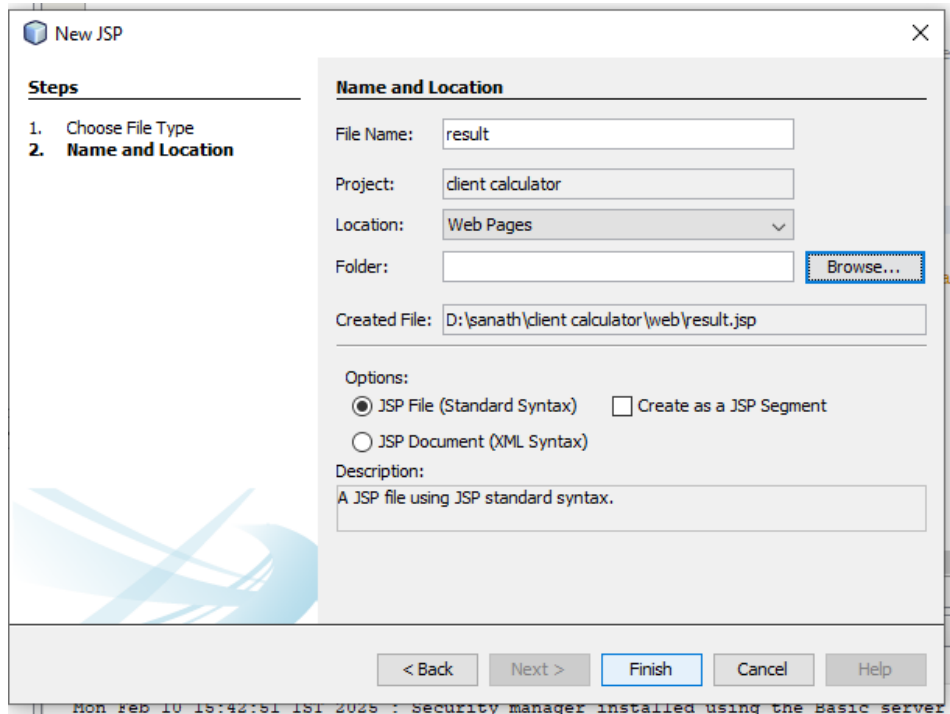 New JSP
Steps
1. Choose File Type
2. Name and Location
Name and Location
File Name: result
Project: client calculator
Location: Web Pages
Folder: Browse...
Created File: D:\sanath\client calculator\web\result.jsp
Options:
JSP File (Standard Syntax) Create as a JSP Segment
JSP Document (XML Syntax)
Description:
A JSP file using JSP standard syntax.
< Back Next > Finish Cancel Help
Mon Feb 10 15:42:51 IST 2025 : Security manager installed using the Basic server